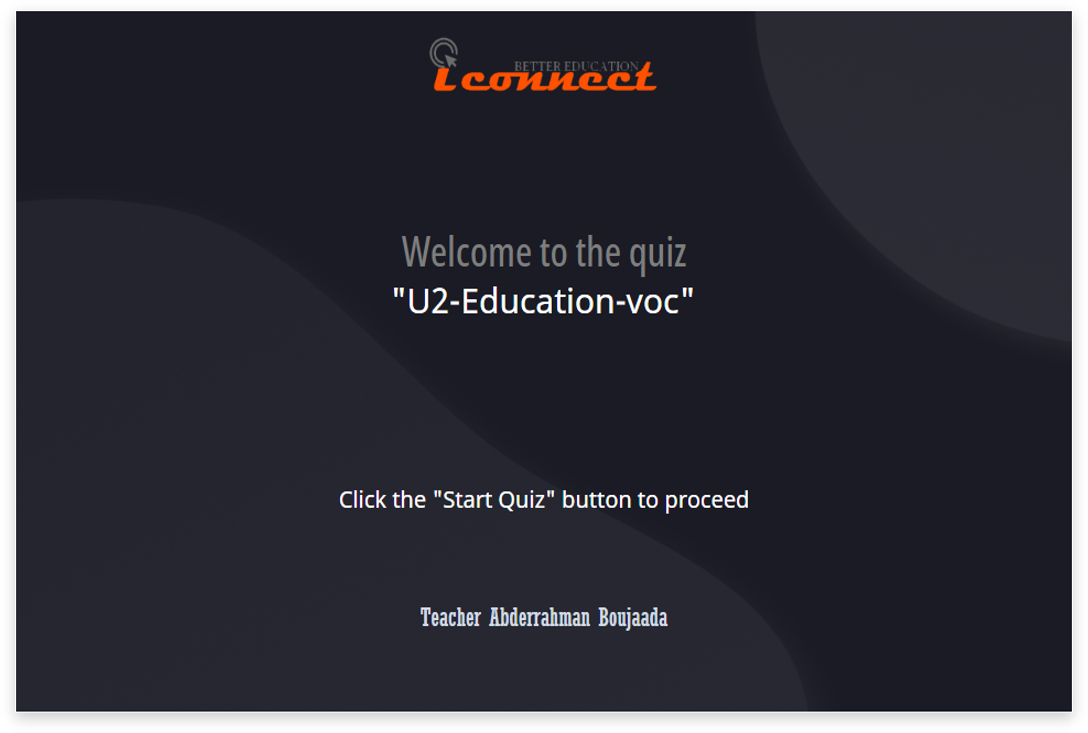 BETTER EDUCATION
iconnect
Welcome to the quiz
"U2-Education-voc"
Click the "Start Quiz" button to proceed
Teacher Abderrahman Boujaada